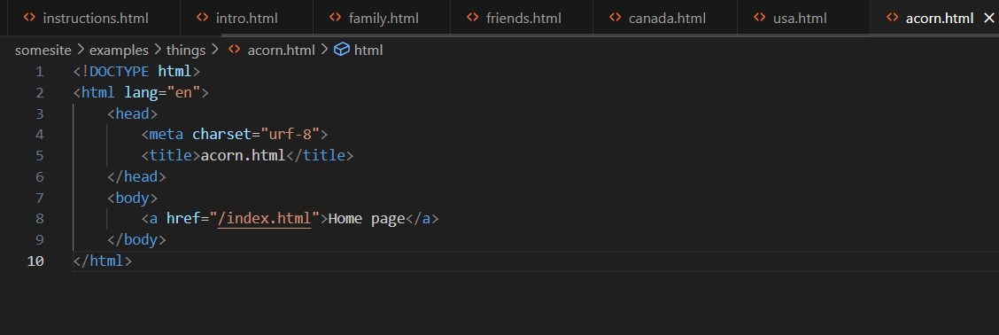 instructions.html intro.html family.html friends.html canada.html usa.html acorn.html
somesite > examples > things > acorn.html > html
1 <!DOCTYPE html>
2 <html lang="en">
3 <head>
4 <meta charset="urf-8">
5 <title>acorn.html</title>
6 </head>
7 <body>
8 <a href="/index.html">Home page</a>
9 </body>
10 </html>